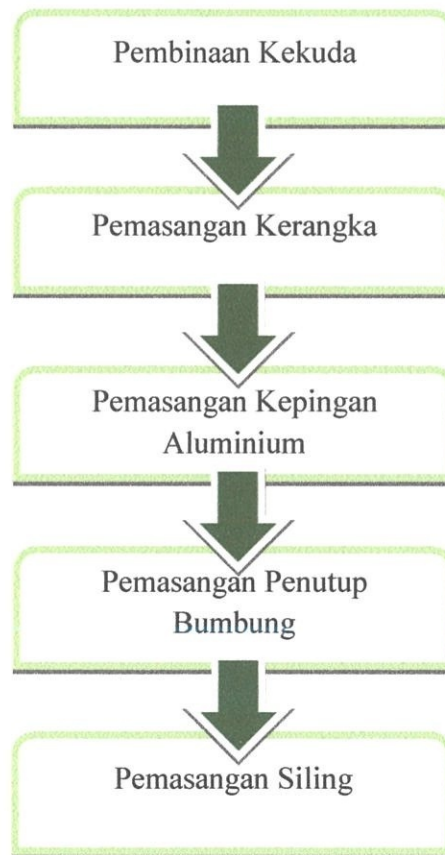 Pembinaan Kekuda
Pemasangan Kerangka
Pemasangan Kepingan
Aluminium
Pemasangan Penutup
Bumbung
Pemasangan Siling